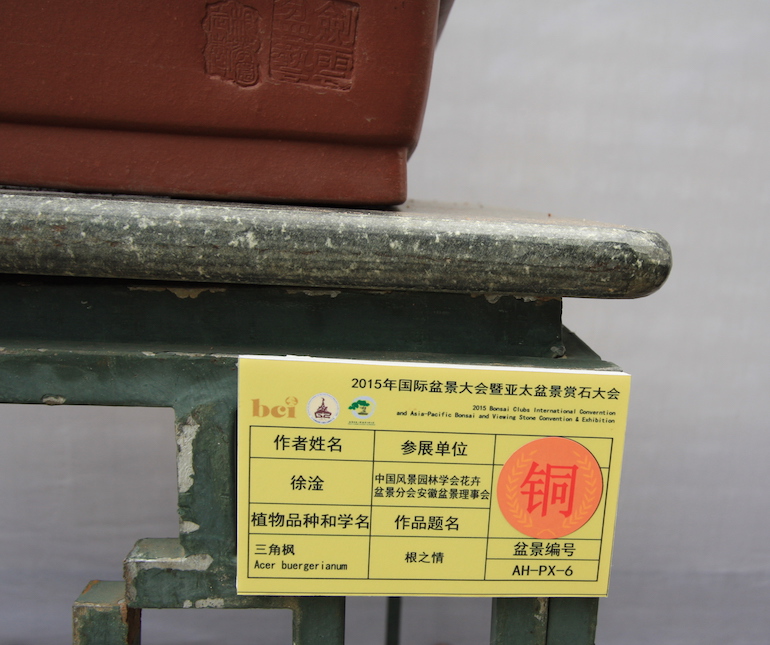 2015年国际盆景大会暨亚太盆景赏石大会
bci
2015 Bonsai Clubs International Converntion
and Asia-Pacific Bonsai and Viewing Stone Convention & Exhibition
作者姓名
参展单位
徐淦
中国风景园林学会花卉
盆景分会安徽盆景理事会
铜
植物品种和学名
作品题名
盆景编号
三角枫
Acer buergerianum
根之情
AH-PX-6